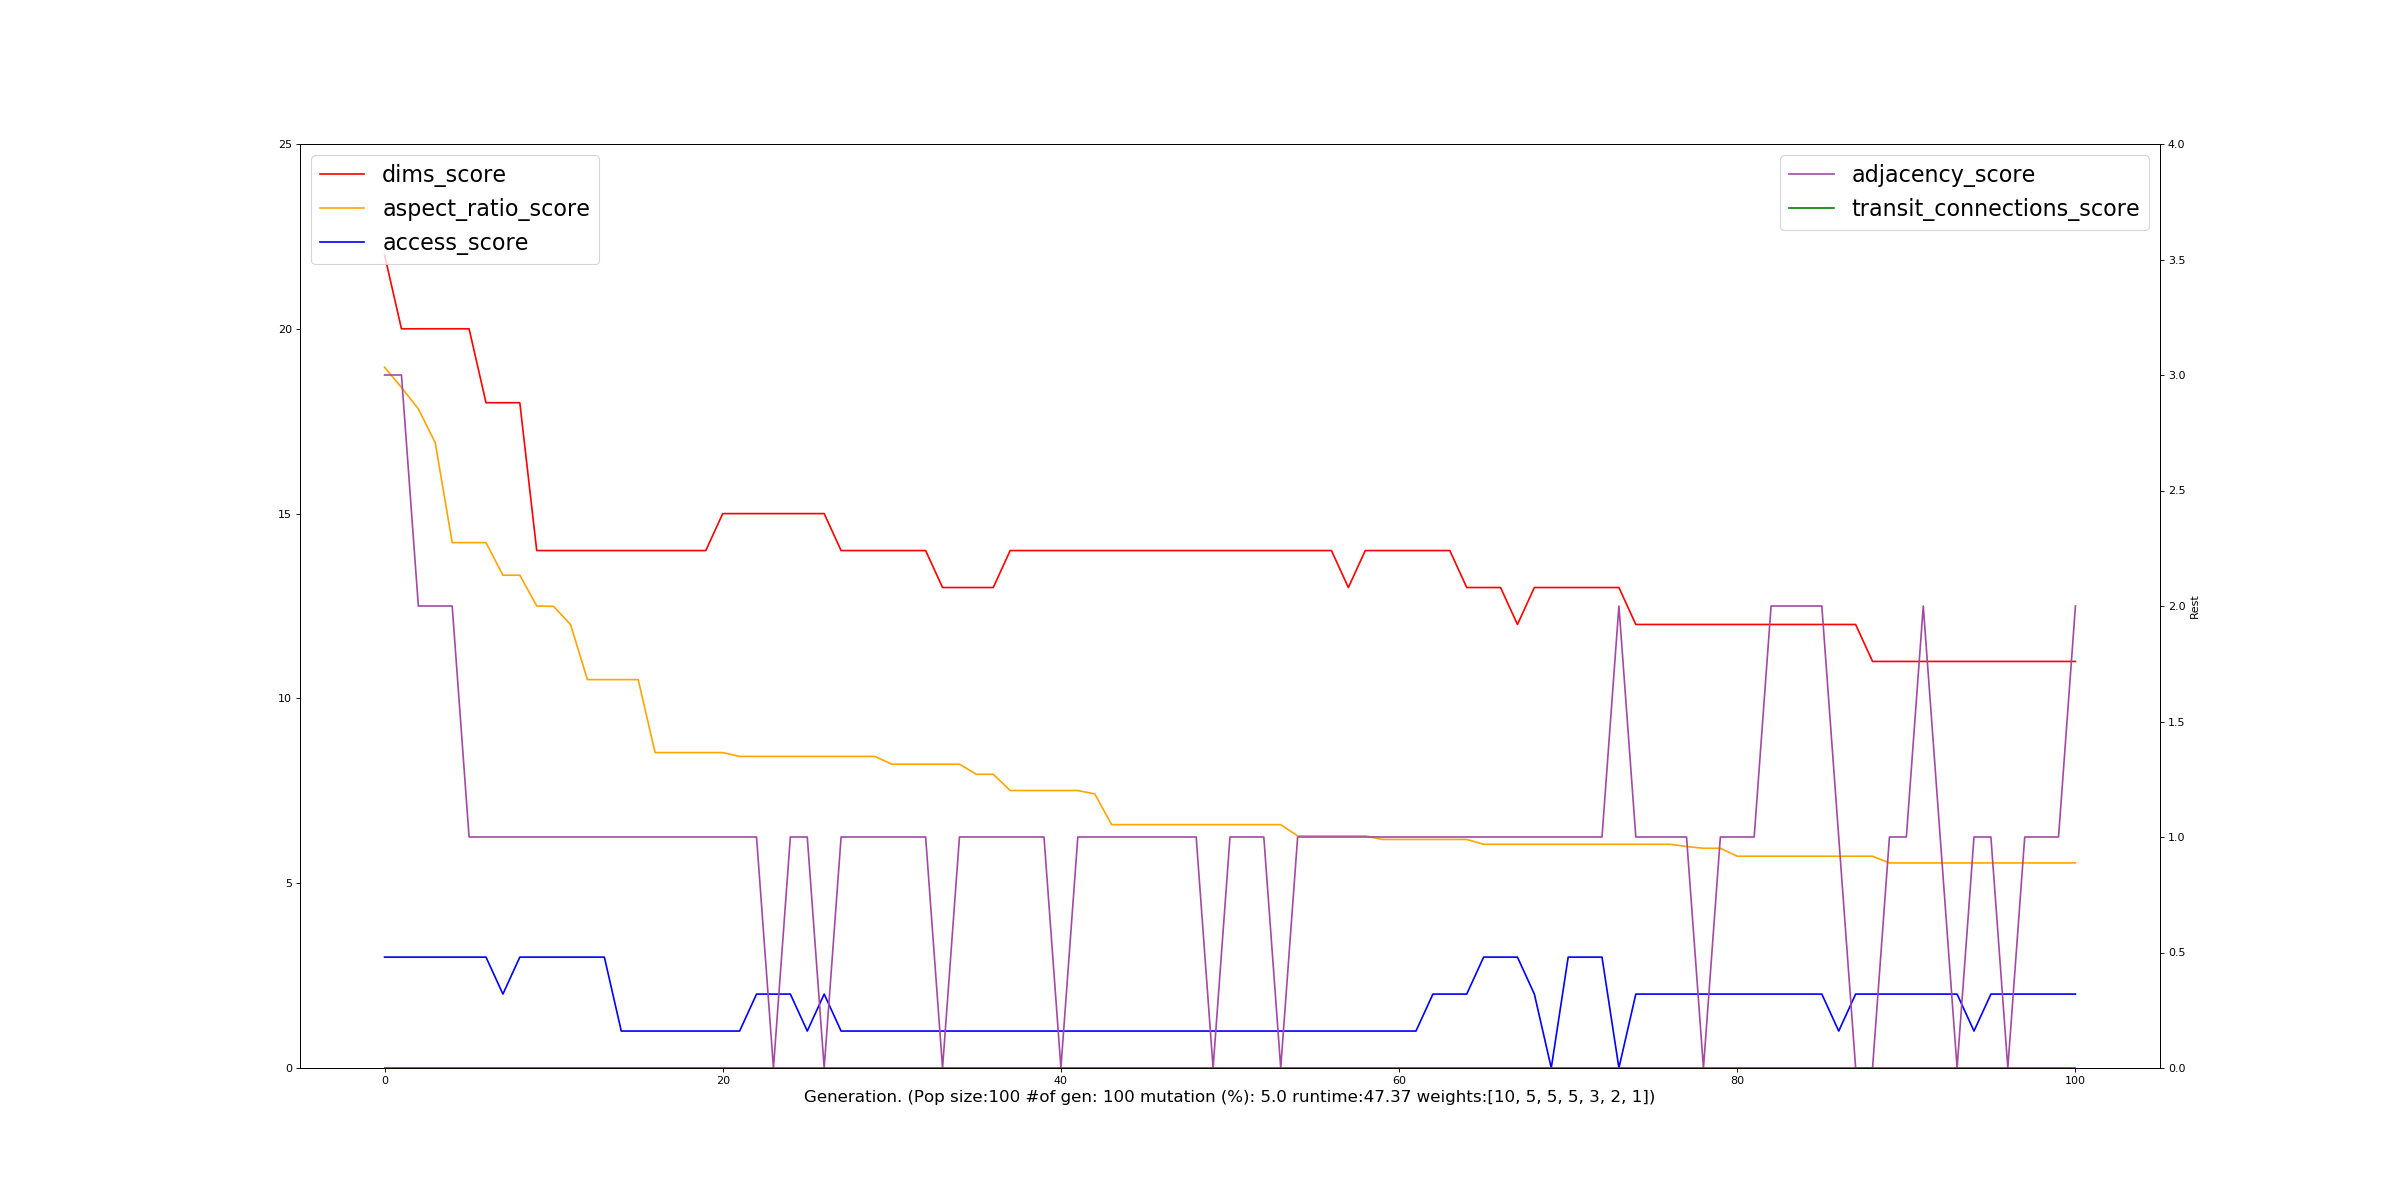 dims_score
aspect_ratio_score
access_score
adjacency_score
transit_connections_score
25
20
15
10
5
0
4.0
3.5
3.0
2.5
2.0
1.5
1.0
0.5
0.0
Rest
0 20 40 60 80 100
Generation. (Pop size:100 #of gen: 100 mutation (%): 5.0 runtime:47.37 weights:[10, 5, 5, 5, 3, 2, 1])